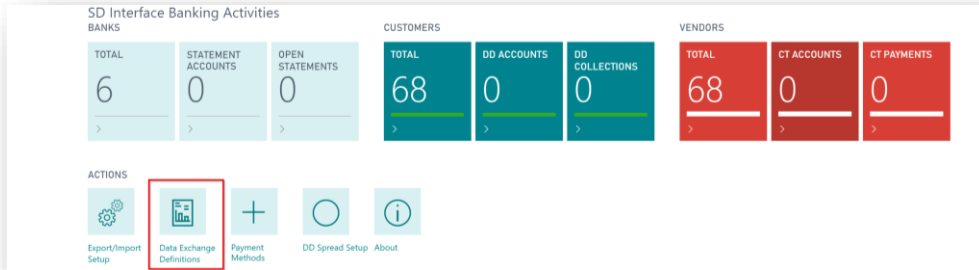 SD Interface Banking Activities
BANKS
TOTAL
6
STATEMENT
ACCOUNTS
0
OPEN
STATEMENTS
0
CUSTOMERS
TOTAL
68
DD ACCOUNTS
0
DD
COLLECTIONS
0
VENDORS
TOTAL
68
CT ACCOUNTS
0
CT PAYMENTS
0
ACTIONS
Export/Import
Setup
Data Exchange
Definitions
Payment
Methods
DD Spread Setup
About